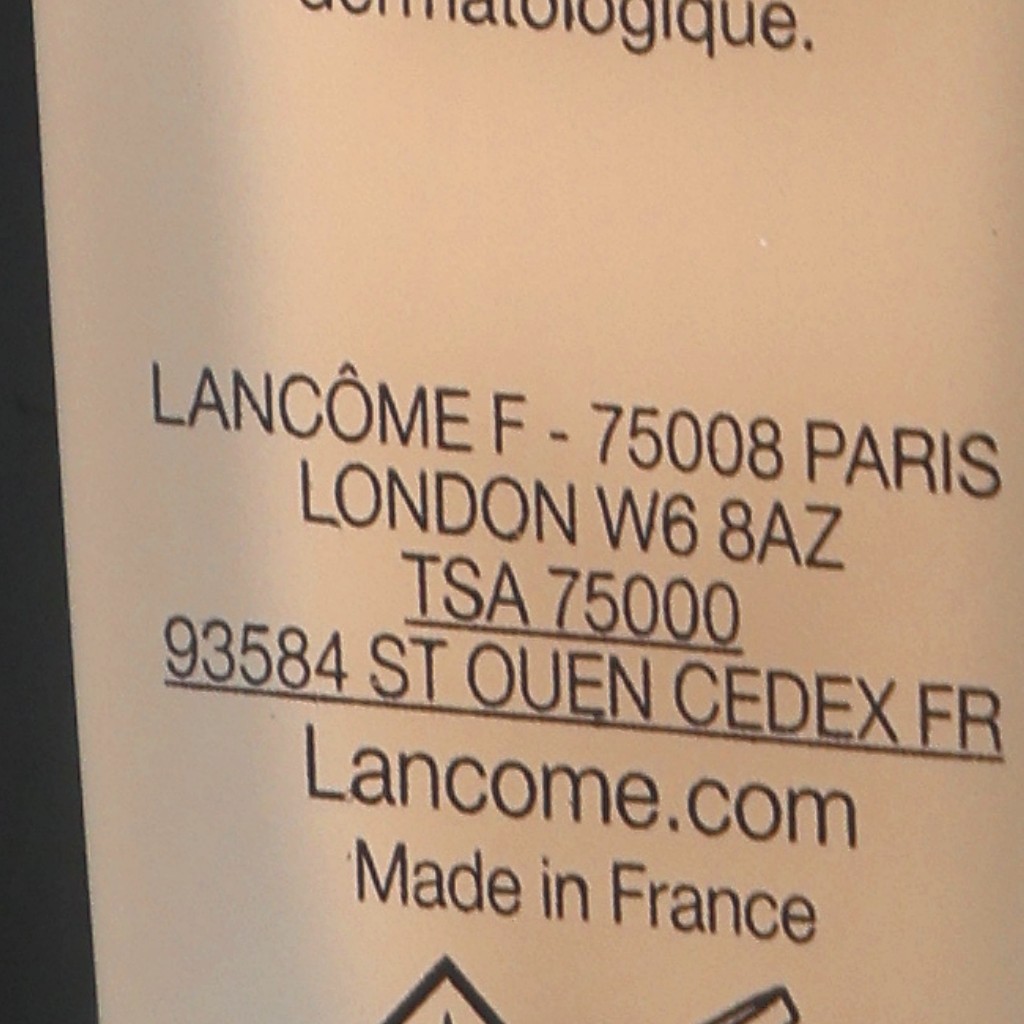 dermatologique.
LANCÔME F - 75008 PARIS
LONDON W6 8AZ
TSA 75000
93584 ST OUEN CEDEX FR
Lancome.com
Made in France